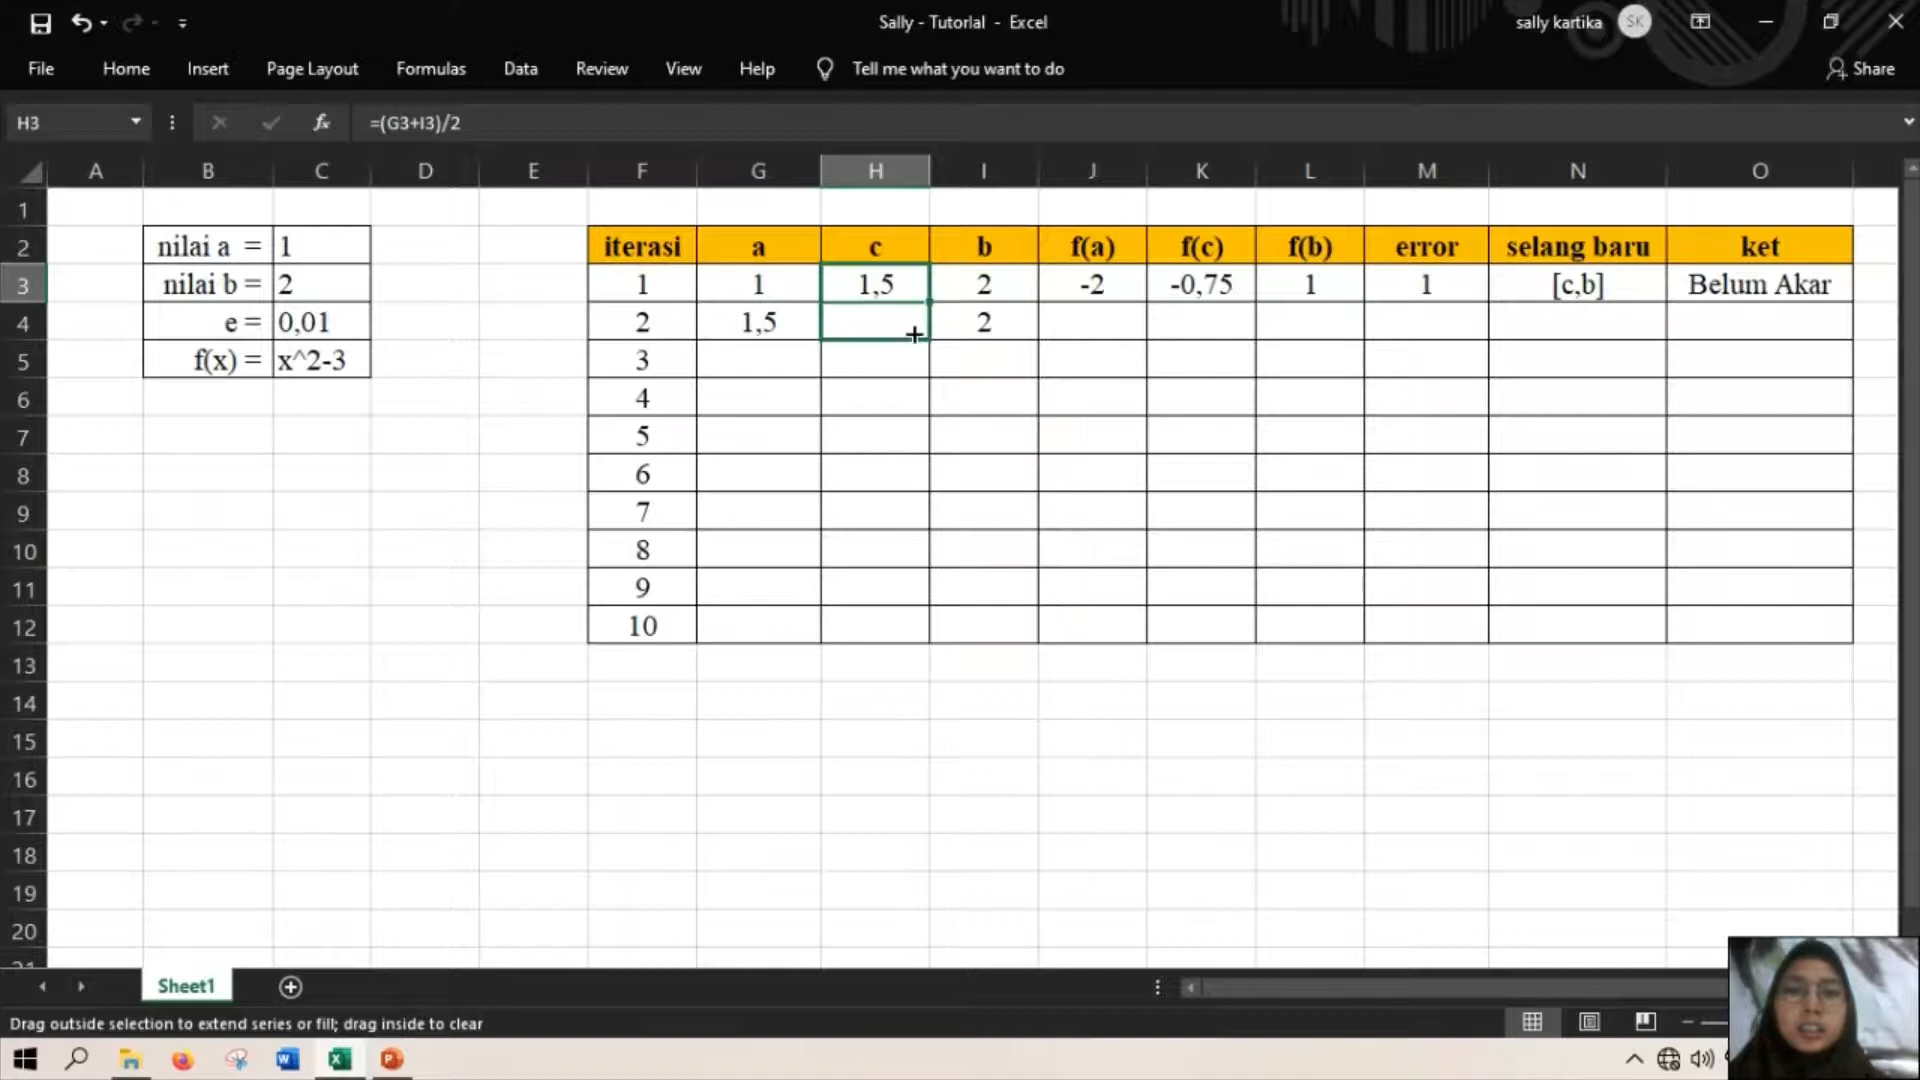 Sally - Tutorial - Excel
sally kartika
SK
File Home Insert Page Layout Formulas Data Review View Help Tell me what you want to do Share
H3 fx =(G3+I3)/2
A B C D E F G H I J K L M N O
1
2 nilai a = 1 iterasi a c b f(a) f(c) f(b) error selang baru ket
3 nilai b = 2 1 1 1,5 2 -2 -0,75 1 1 [c,b] Belum Akar
4 e = 0,01 2 1,5 2
5 f(x) = x^2-3 3
6 4
7 5
8 6
9 7
10 8
11 9
12 10
13
14
15
16
17
18
19
20
21
Sheet1
Drag outside selection to extend series or fill; drag inside to clear